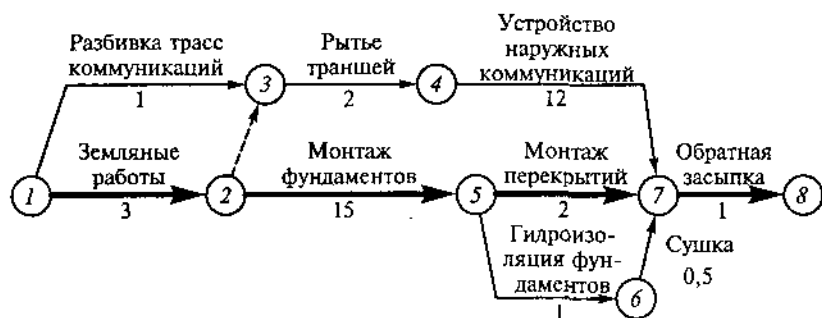 Разбивка трасс
коммуникаций
1
3
Рытье
траншей
2
4
Устройство
наружных
коммуникаций
12
1
Земляные
работы
3
2
Монтаж
фундаментов
15
5
Монтаж
перекрытий
2
7
Обратная
засыпка
1
8
Гидроизо-
ляция фун-
даментов
1
6
Сушка
0,5